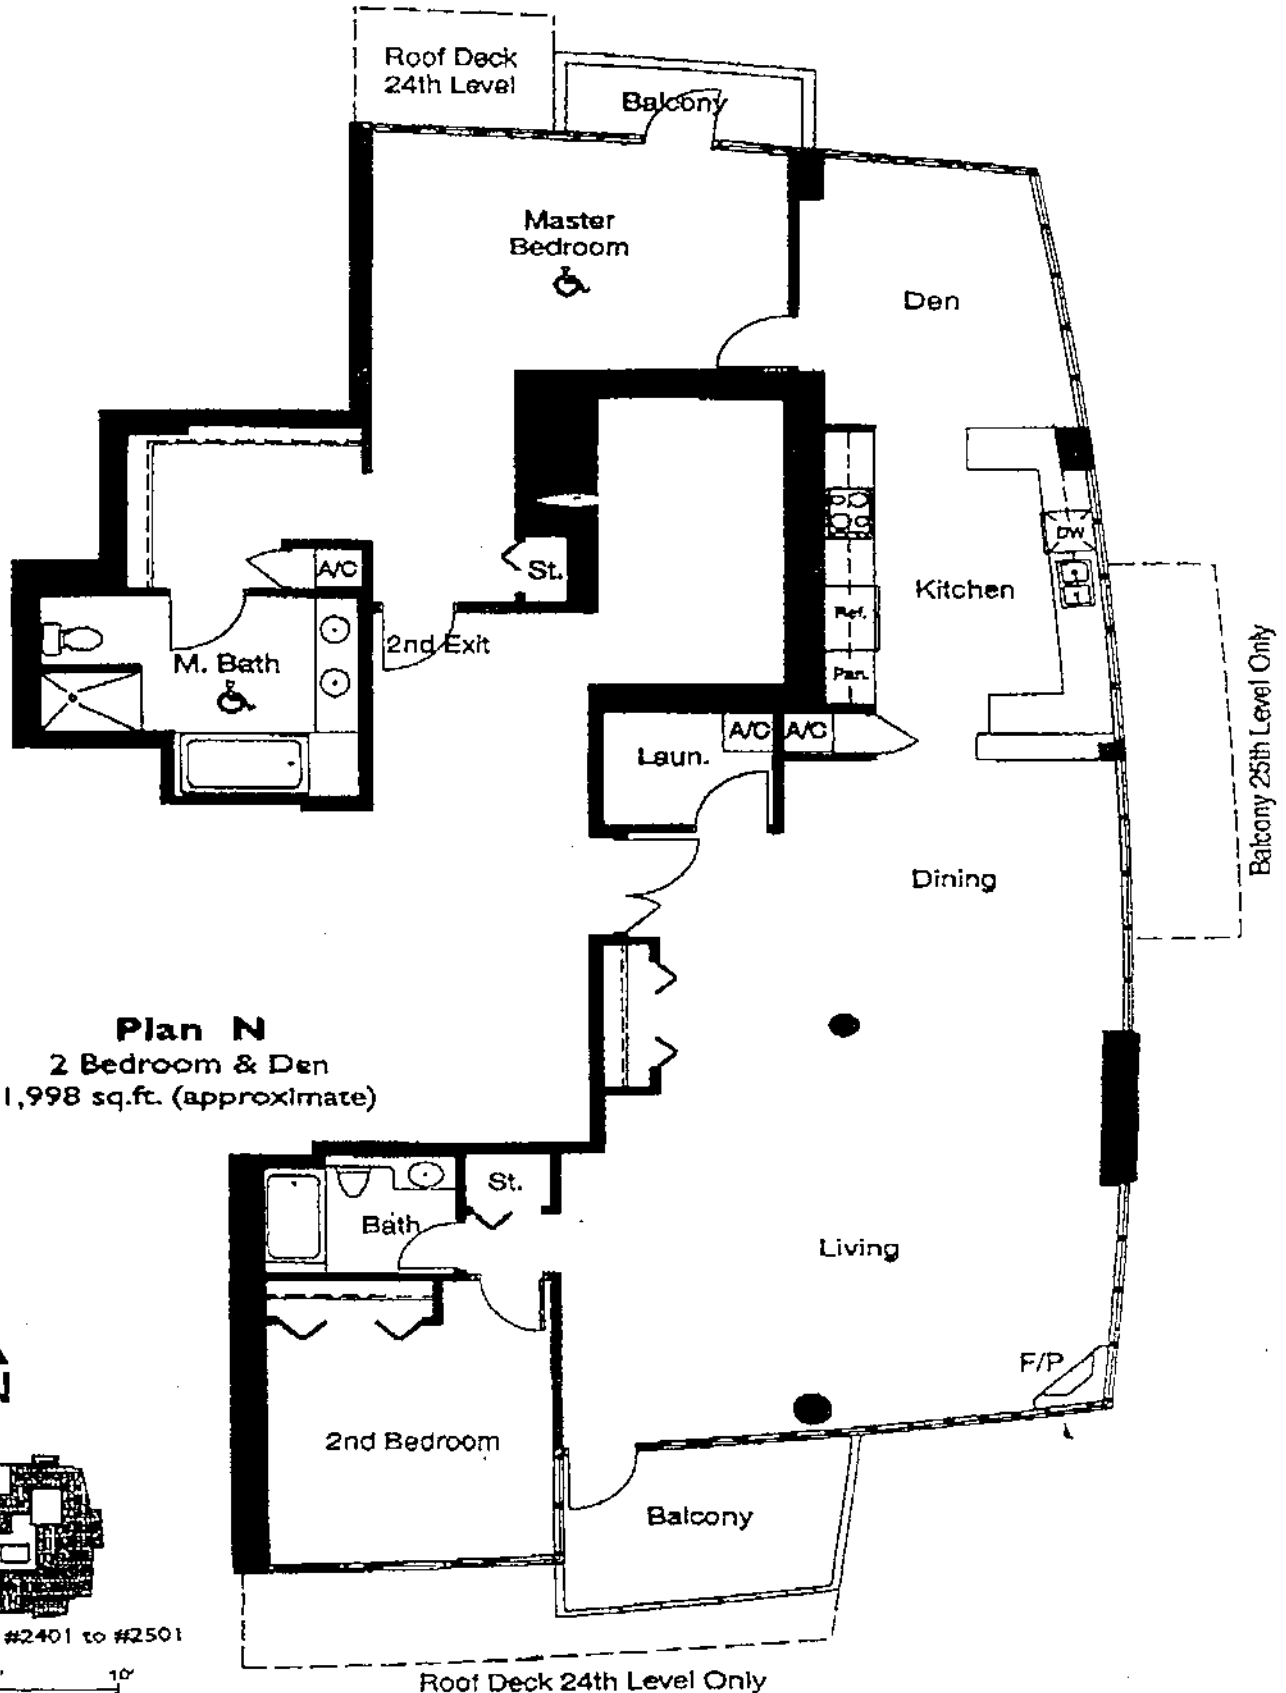 Roof Deck
24th Level
Balcony
Master
Bedroom
Den
A/C
St.
DW
Kitchen
2nd Exit
Ref.
M. Bath
Pan.
A/C
A/C
Laun.
Balcony 25th Level Only
Dining
Plan N
2 Bedroom & Den
1,998 sq.ft. (approximate)
St.
Bath
Living
F/P
N
2nd Bedroom
Balcony
#2401 to #2501
10'
Roof Deck 24th Level Only